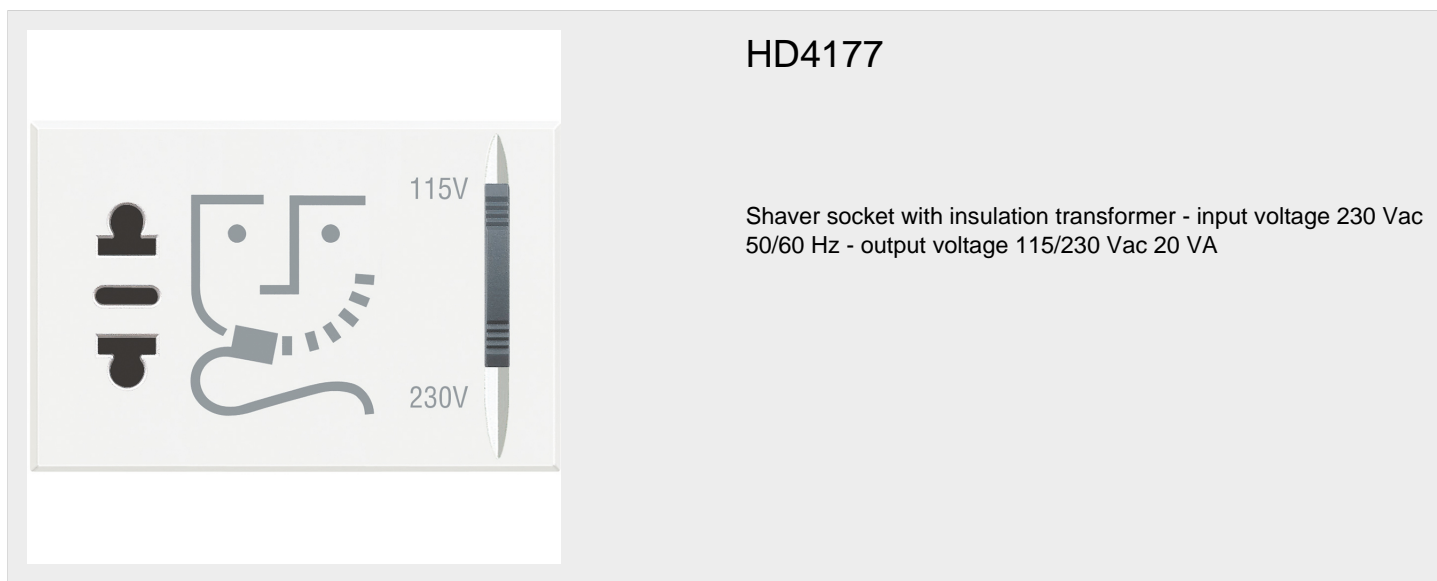 HD4177
115V
Shaver socket with insulation transformer - input voltage 230 Vac
50/60 Hz - output voltage 115/230 Vac 20 VA
230V